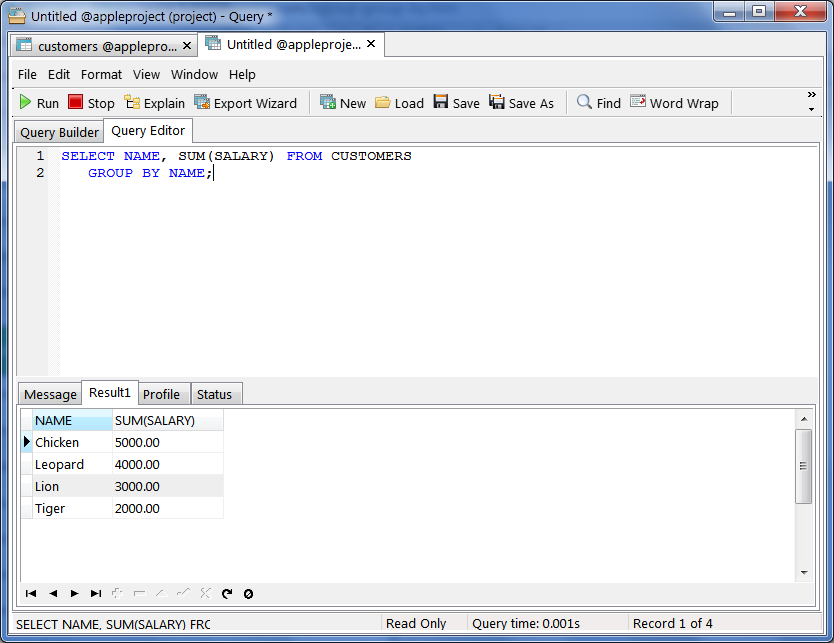 Untitled @appleproject (project) - Query *
customers @applepro... Untitled @appleproje...
File Edit Format View Window Help
Run Stop Explain Export Wizard New Load Save Save As Find Word Wrap
Query Builder Query Editor
1 SELECT NAME, SUM(SALARY) FROM CUSTOMERS
2 GROUP BY NAME;
Message Result1 Profile Status
NAME SUM(SALARY)
Chicken 5000.00
Leopard 4000.00
Lion 3000.00
Tiger 2000.00
SELECT NAME, SUM(SALARY) FRC Read Only Query time: 0.001s Record 1 of 4